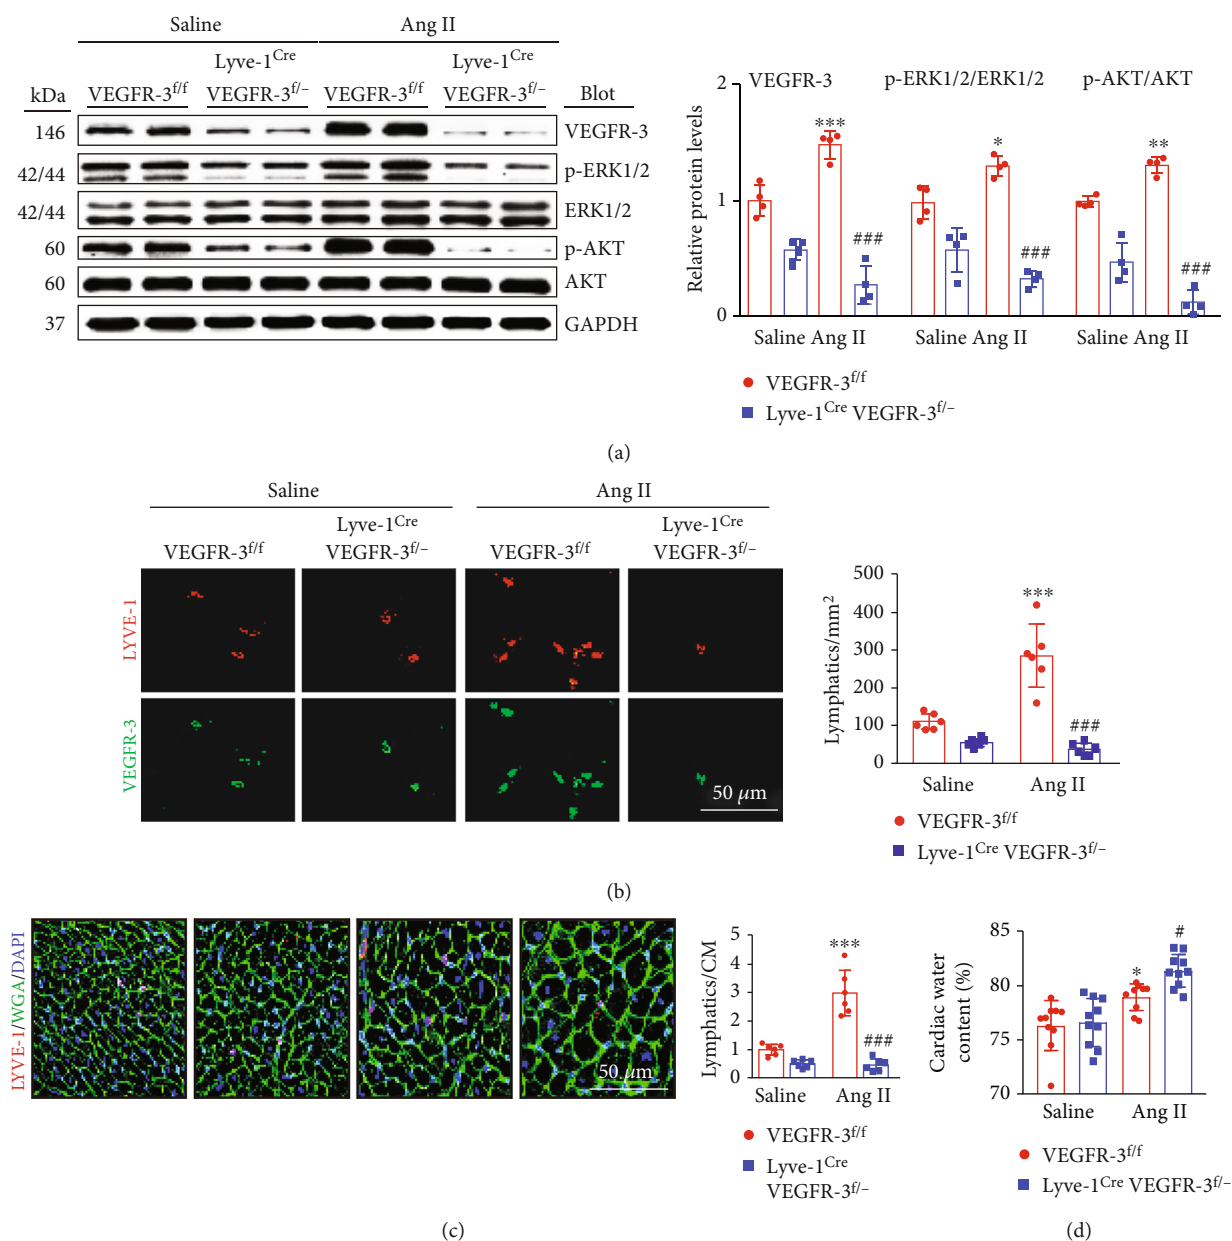 Saline Ang II
Lyve-1Cre Lyve-1Cre
kDa VEGFR-3f/f VEGFR-3f/– VEGFR-3f/f VEGFR-3f/– Blot
146 VEGFR-3
42/44 p-ERK1/2
42/44 ERK1/2
60 p-AKT
60 AKT
37 GAPDH
Relative protein levels
2
1
0
VEGFR-3 p-ERK1/2/ERK1/2 p-AKT/AKT
*** * **
### ### ###
Saline Ang II Saline Ang II Saline Ang II
VEGFR-3f/f
Lyve-1Cre VEGFR-3f/–
(a)
Saline Ang II
Lyve-1Cre Lyve-1Cre
VEGFR-3f/f VEGFR-3f/– VEGFR-3f/f VEGFR-3f/–
LYVE-1
VEGFR-3
50 μm
Lymphatics/mm2
500
400
300
200
100
0
***
###
Saline Ang II
VEGFR-3f/f
Lyve-1Cre VEGFR-3f/–
(b)
LYVE-1/WGA/DAPI
50 μm
Lymphatics/CM
5
4
3
2
1
0
***
###
Saline Ang II
VEGFR-3f/f
Lyve-1Cre
VEGFR-3f/–
(c)
Cardiac water
content (%)
85
80
75
70
*
#
Saline Ang II
VEGFR-3f/f
Lyve-1Cre VEGFR-3f/–
(d)